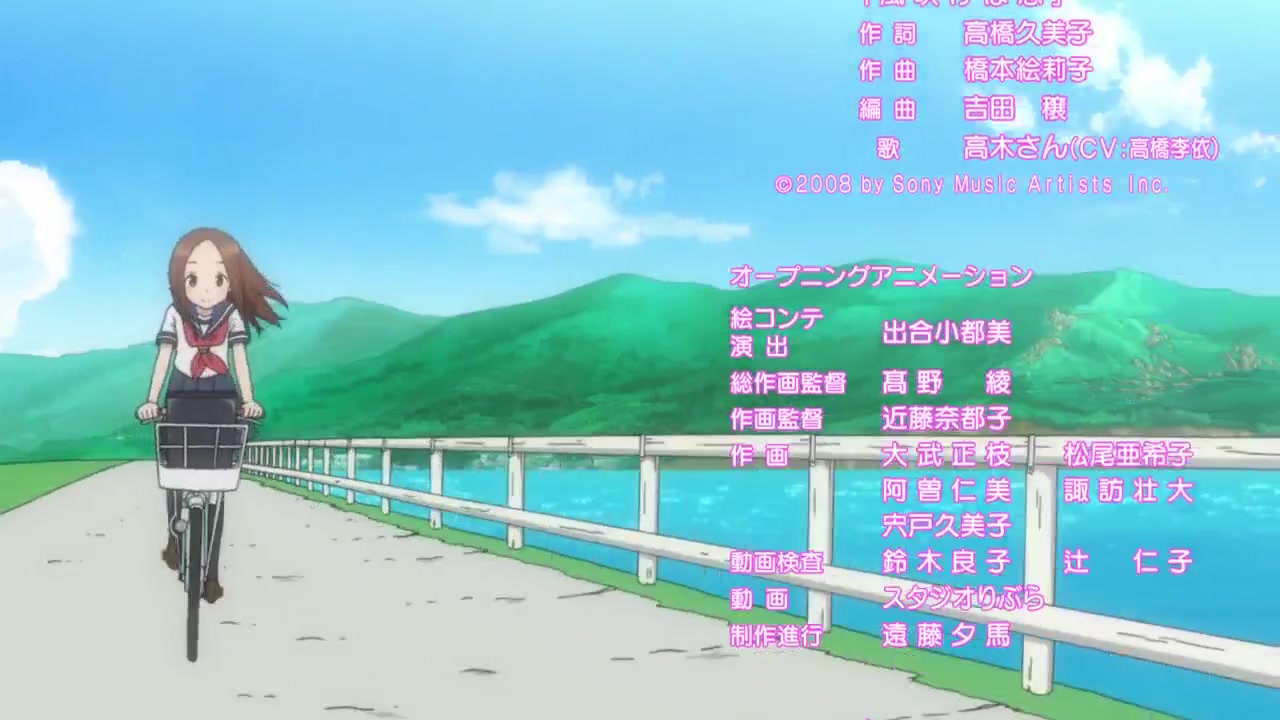 作詞 高橋久美子
作曲 橋本絵莉子
編曲 吉田 穣
歌 高木さん(CV:高橋李依)
©2008 by Sony Music Artists Inc.
オープニングアニメーション
絵コンテ
演出 出合小都美
総作画監督 髙野 綾
作画監督 近藤奈都子
作画 大武正枝 松尾亜希子
阿曽仁美 諏訪壮大
宍戸久美子
動画検査 鈴木良子 辻 仁子
動画 スタジオりぶら
制作進行 遠藤夕馬